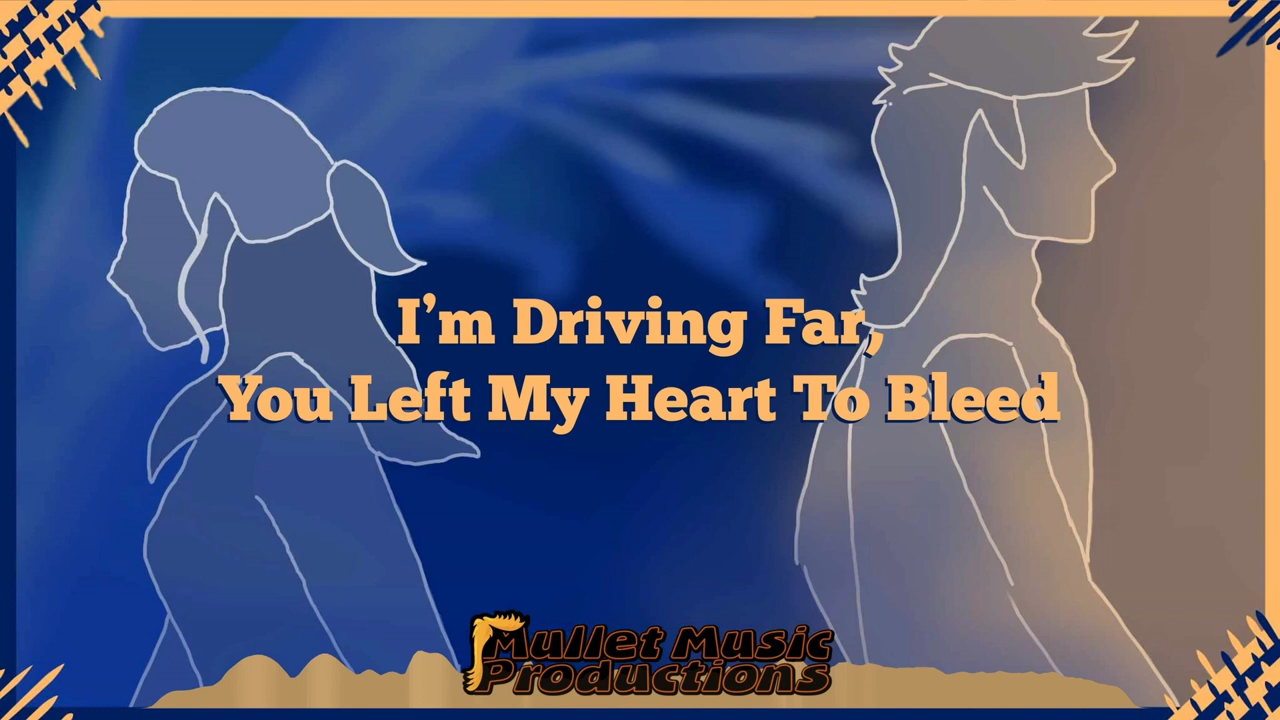 I’m Driving Far,
You Left My Heart To Bleed
Mullet Music
Productions